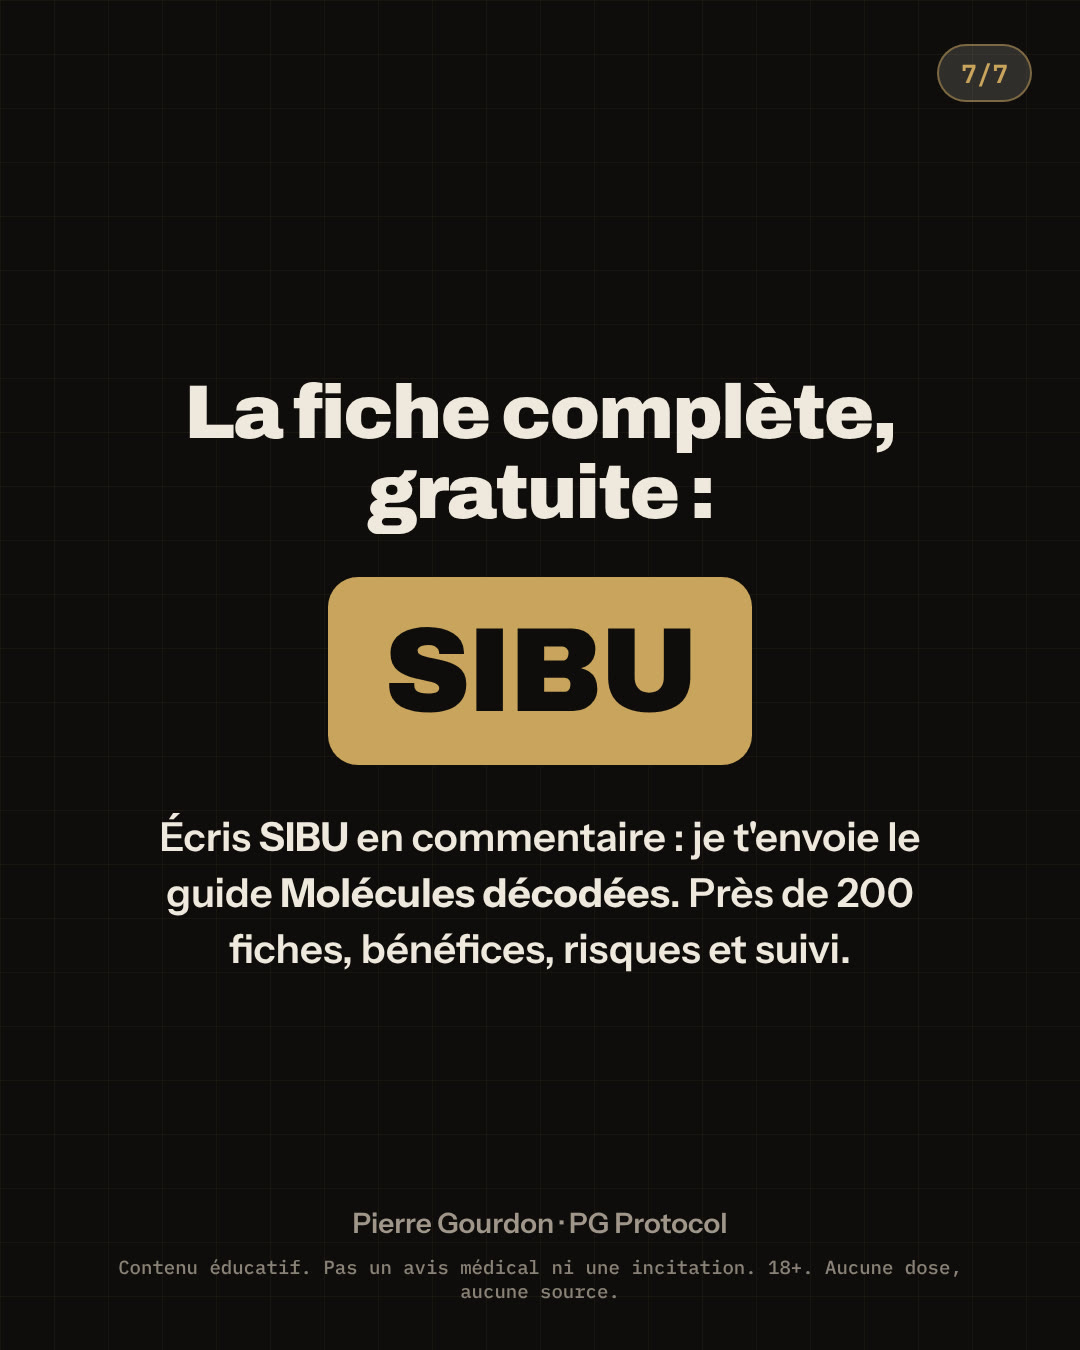 7/7
La fiche complète,
gratuite :
SIBU
Écris SIBU en commentaire : je t'envoie le
guide Molécules décodées. Près de 200
fiches, bénéfices, risques et suivi.
Pierre Gourdon · PG Protocol
Contenu éducatif. Pas un avis médical ni une incitation. 18+. Aucune dose,
aucune source.